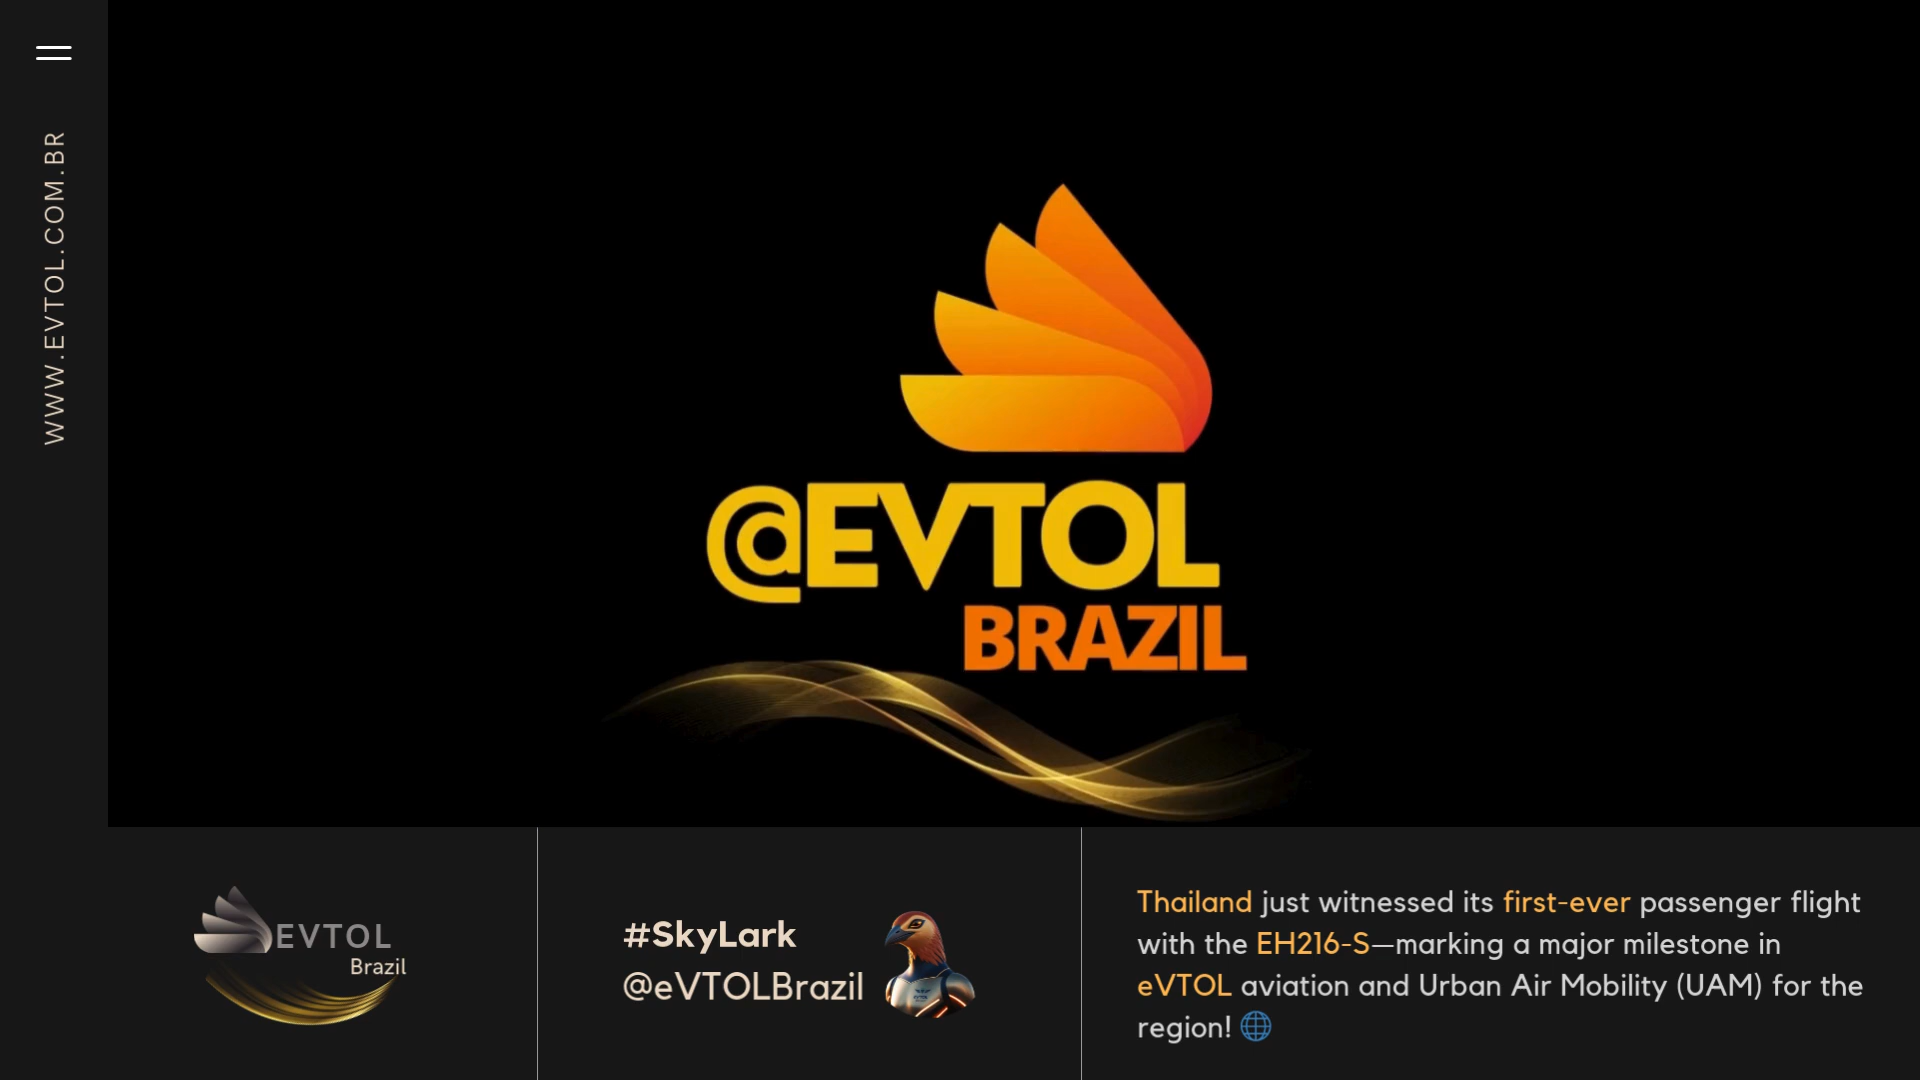 WWW.EVTOL.COM.BR
@EVTOL
BRAZIL
EVTOL
Brazil
#SkyLark
@eVTOLBrazil
Thailand just witnessed its first-ever passenger flight
with the EH216-S—marking a major milestone in
eVTOL aviation and Urban Air Mobility (UAM) for the
region! 🌐